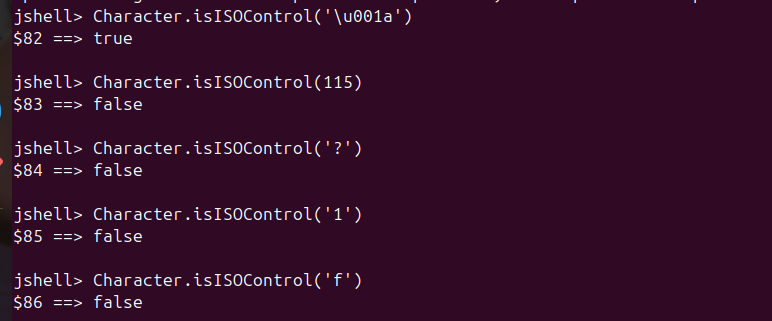 jshell> Character.isISOControl('\u001a')
$82 ==> true
jshell> Character.isISOControl(115)
$83 ==> false
jshell> Character.isISOControl('?')
$84 ==> false
jshell> Character.isISOControl('1')
$85 ==> false
jshell> Character.isISOControl('f')
$86 ==> false